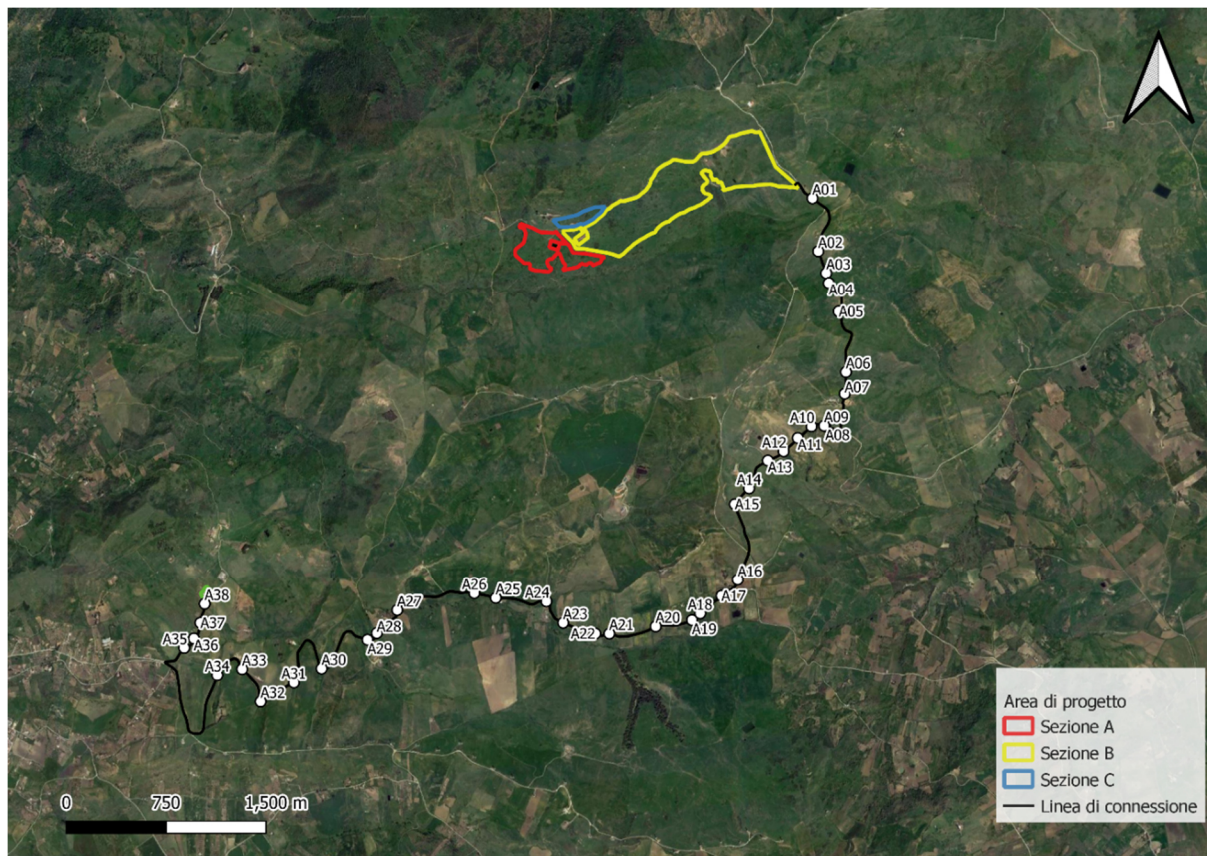 A01
A02
A03
A04
A05
A06
A07
A10 A09
A08
A11
A12
A13
A14
A15
A16
A17
A18
A19
A20
A21
A22
A23
A24
A25
A26
A27
A28
A29
A30
A31
A32
A33
A34
A35
A36
A37
A38
Area di progetto
Sezione A
Sezione B
Sezione C
Linea di connessione
0 750 1,500 m